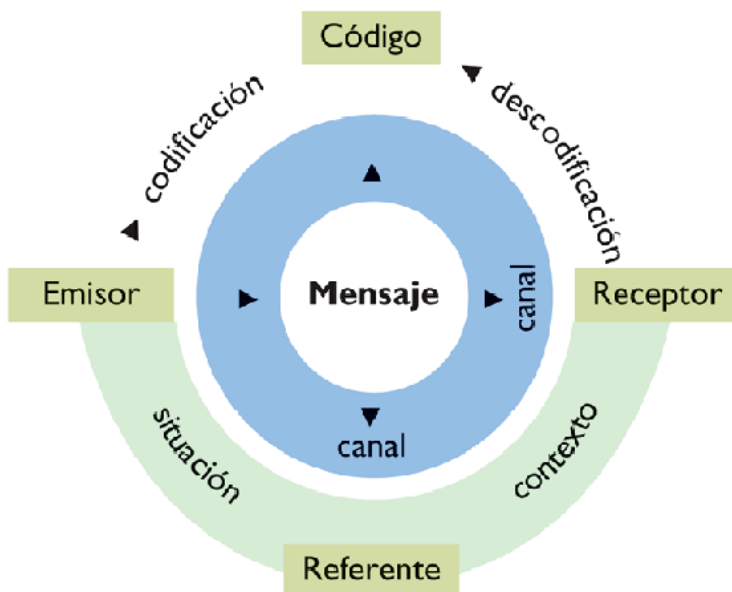 Código
codificación
descodificación
Emisor
Mensaje
canal
Receptor
canal
situación
contexto
Referente